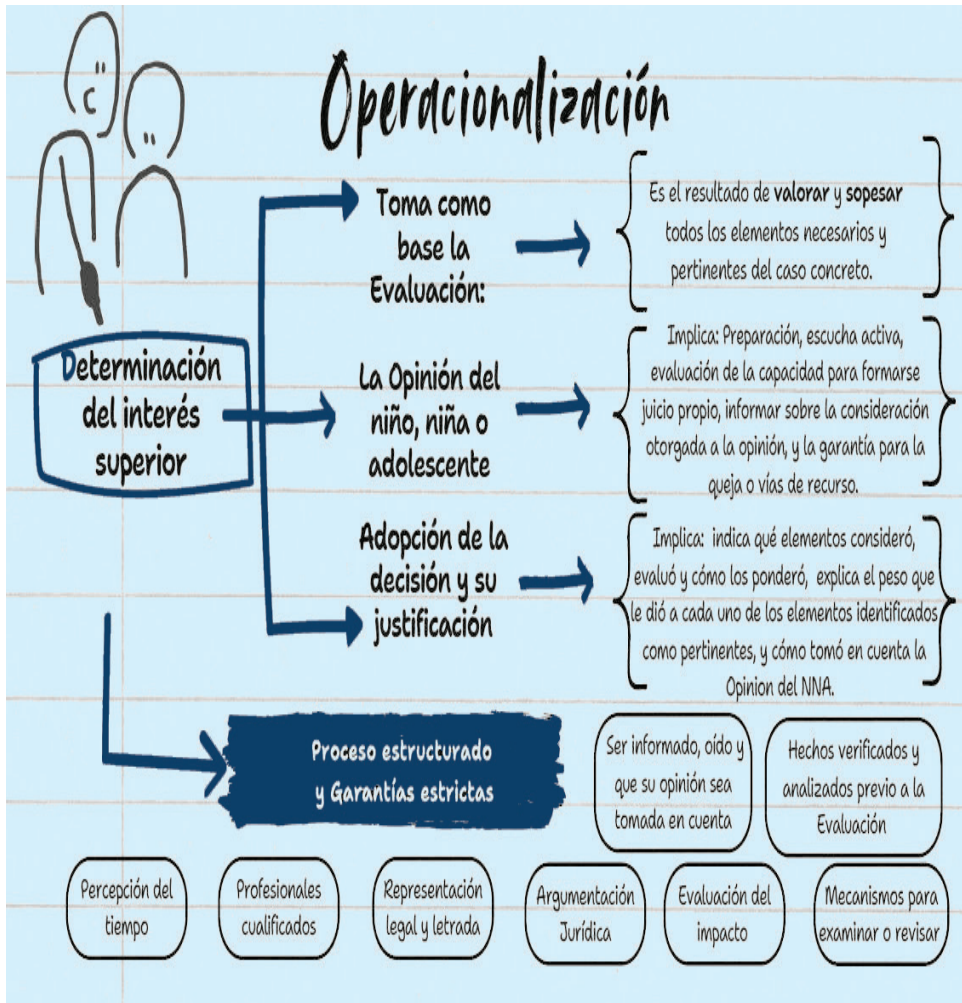 Operacionalización
Determinación
del interés
superior
Toma como
base la
Evaluación:
Es el resultado de valorar y sopesar
todos los elementos necesarios y
pertinentes del caso concreto.
La Opinión del
niño, niña o
adolescente
Implica: Preparación, escucha activa,
evaluación de la capacidad para formarse
juicio propio, informar sobre la consideración
otorgada a la opinión, y la garantía para la
queja o vías de recurso.
Adopción de la
decisión y su
justificación
Implica: indica qué elementos consideró,
evaluó y cómo los ponderó, explica el peso que
le dió a cada uno de los elementos identificados
como pertinentes, y cómo tomó en cuenta la
Opinion del NNA.
Proceso estructurado
y Garantías estrictas
Ser informado, oído y
que su opinión sea
tomada en cuenta
Hechos verificados y
analizados previo a la
Evaluación
Percepción del
tiempo
Profesionales
cualificados
Representación
legal y letrada
Argumentación
Jurídica
Evaluación del
impacto
Mecanismos para
examinar o revisar